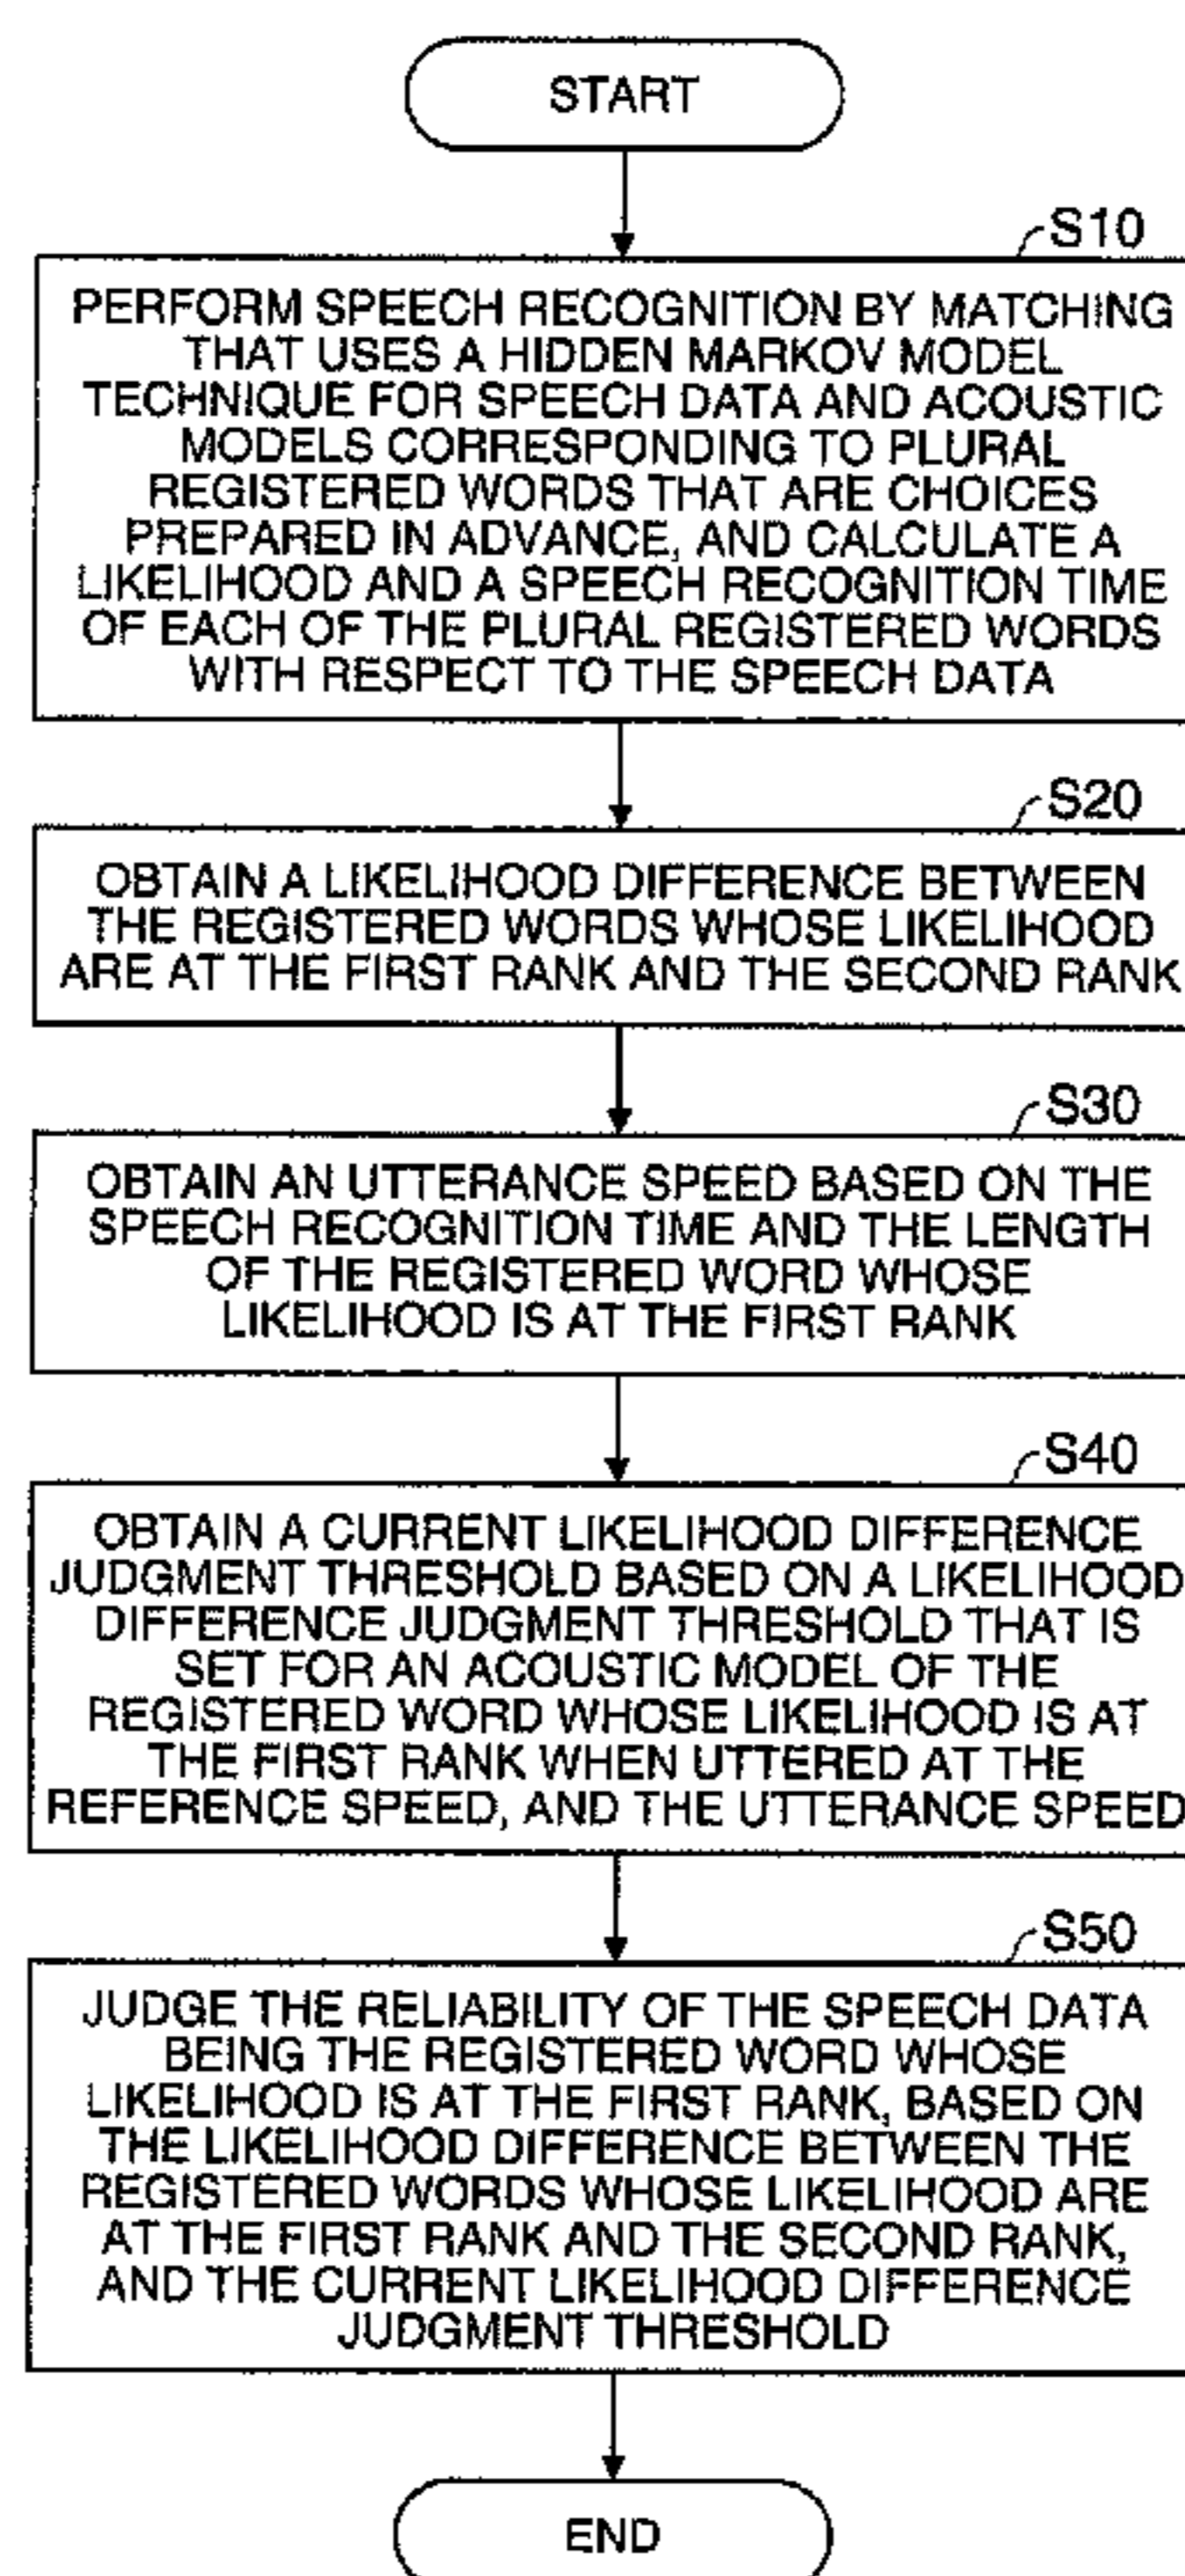 START
S10
PERFORM SPEECH RECOGNITION BY MATCHING
THAT USES A HIDDEN MARKOV MODEL
TECHNIQUE FOR SPEECH DATA AND ACOUSTIC
MODELS CORRESPONDING TO PLURAL
REGISTERED WORDS THAT ARE CHOICES
PREPARED IN ADVANCE, AND CALCULATE A
LIKELIHOOD AND A SPEECH RECOGNITION TIME
OF EACH OF THE PLURAL REGISTERED WORDS
WITH RESPECT TO THE SPEECH DATA
S20
OBTAIN A LIKELIHOOD DIFFERENCE BETWEEN
THE REGISTERED WORDS WHOSE LIKELIHOOD
ARE AT THE FIRST RANK AND THE SECOND RANK
S30
OBTAIN AN UTTERANCE SPEED BASED ON THE
SPEECH RECOGNITION TIME AND THE LENGTH
OF THE REGISTERED WORD WHOSE
LIKELIHOOD IS AT THE FIRST RANK
S40
OBTAIN A CURRENT LIKELIHOOD DIFFERENCE
JUDGMENT THRESHOLD BASED ON A LIKELIHOOD
DIFFERENCE JUDGMENT THRESHOLD THAT IS
SET FOR AN ACOUSTIC MODEL OF THE
REGISTERED WORD WHOSE LIKELIHOOD IS AT
THE FIRST RANK WHEN UTTERED AT THE
REFERENCE SPEED, AND THE UTTERANCE SPEED
S50
JUDGE THE RELIABILITY OF THE SPEECH DATA
BEING THE REGISTERED WORD WHOSE
LIKELIHOOD IS AT THE FIRST RANK, BASED ON
THE LIKELIHOOD DIFFERENCE BETWEEN THE
REGISTERED WORDS WHOSE LIKELIHOOD ARE
AT THE FIRST RANK AND THE SECOND RANK,
AND THE CURRENT LIKELIHOOD DIFFERENCE
JUDGMENT THRESHOLD
END